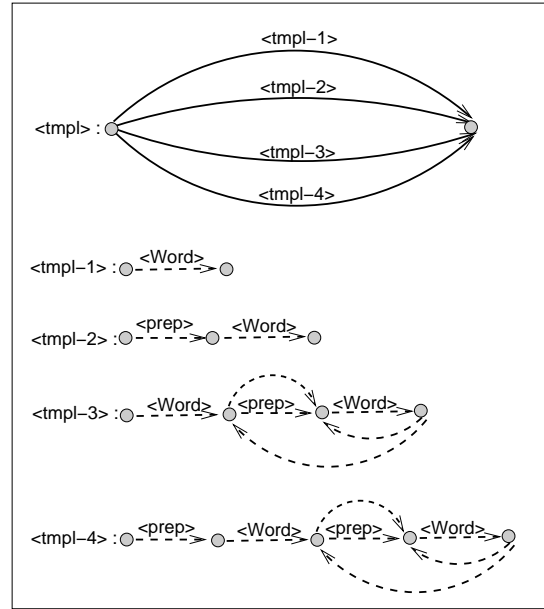 <tmpl−1>
<tmpl−2>
<tmpl> :
<tmpl−3>
<tmpl−4>
<tmpl−1> : <Word>
<tmpl−2> : <prep> <Word>
<tmpl−3> : <Word> <prep> <Word>
<tmpl−4> : <prep> <Word> <prep> <Word>